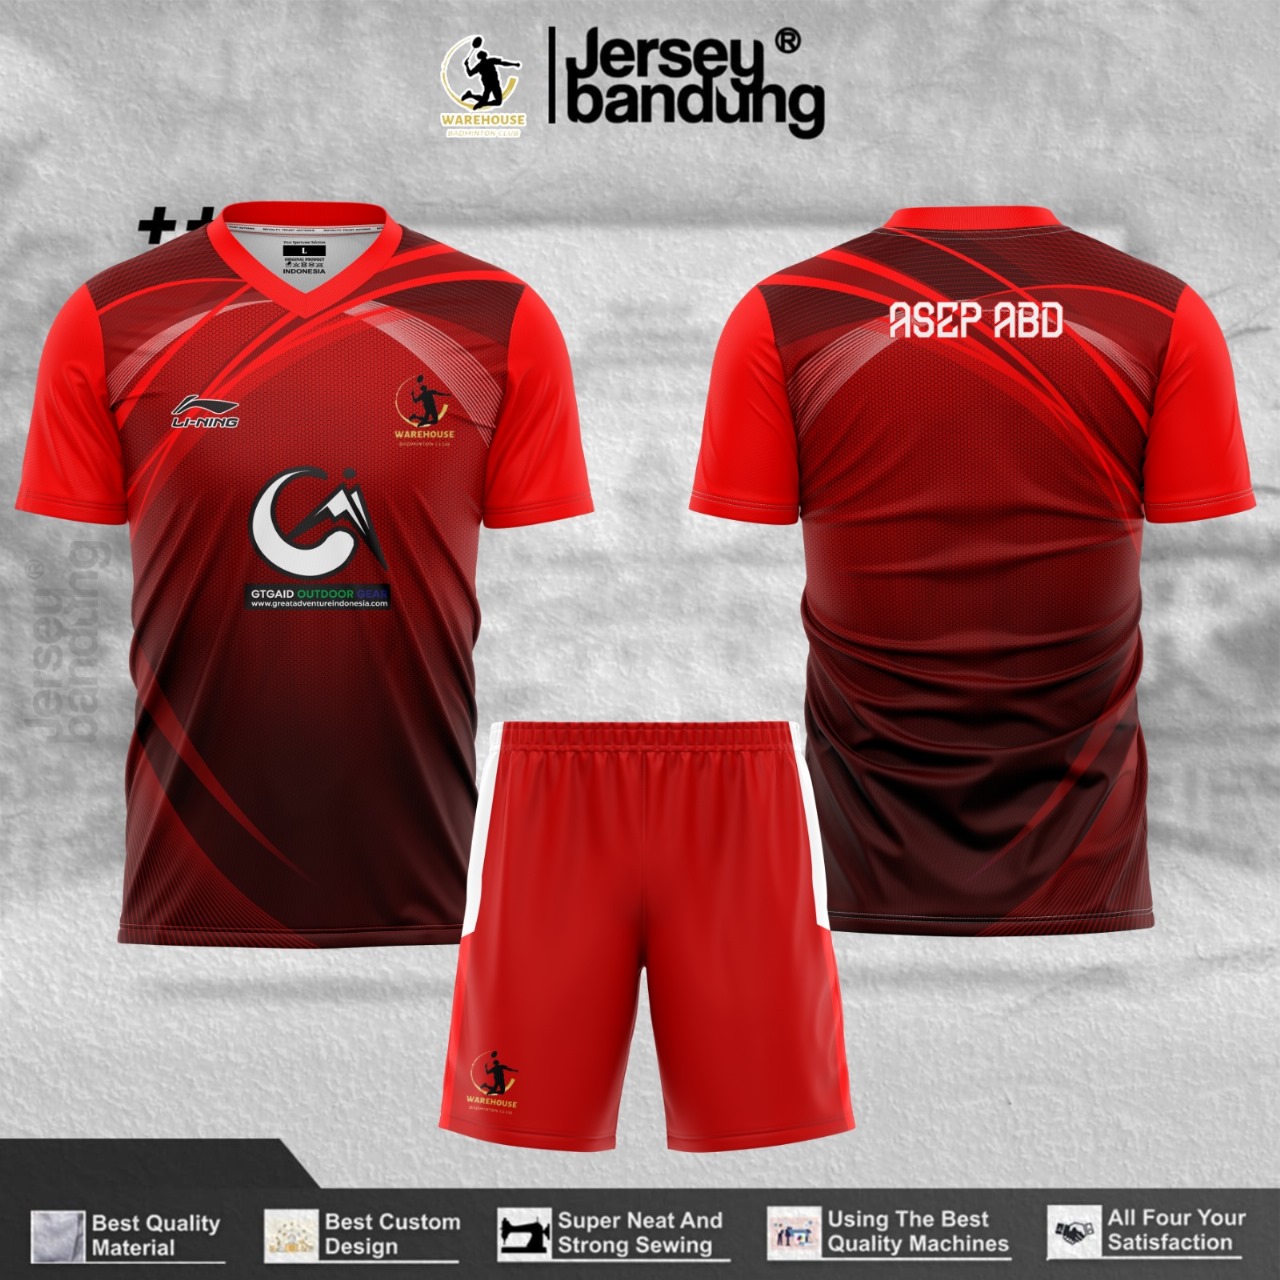 WAREHOUSE
BADMINTON CLUB
Jersey®
bandung
++
L
INDONESIA
LI-NING
WAREHOUSE
BADMINTON CLUB
GTGAID OUTDOOR GEAR
www.greatadventureindonesia.com
ASEP ABD
Jersey®
bandung
WAREHOUSE
BADMINTON CLUB
Best Quality
Material
Best Custom
Design
Super Neat And
Strong Sewing
Using The Best
Quality Machines
All Four Your
Satisfaction